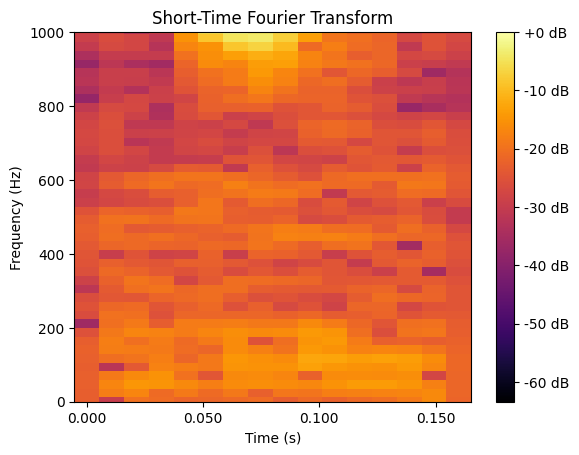 Short-Time Fourier Transform
Frequency (Hz)
1000
800
600
400
200
0
0.000
0.050
0.100
0.150
Time (s)
+0 dB
-10 dB
-20 dB
-30 dB
-40 dB
-50 dB
-60 dB